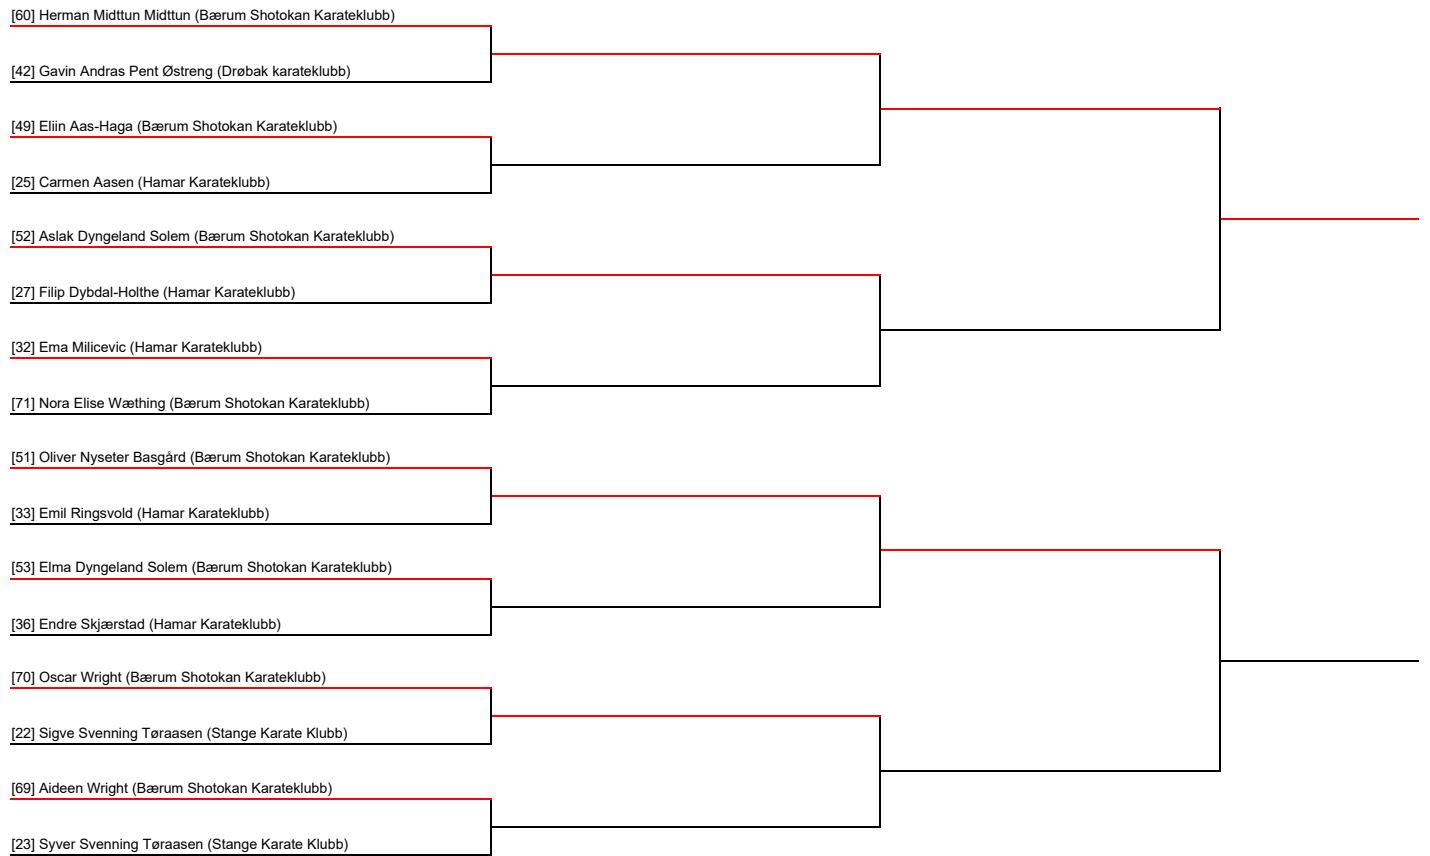 [60] Herman Midttun Midttun (Bærum Shotokan Karateklubb)
[42] Gavin Andras Pent Østreng (Drøbak karateklubb)
[49] Eliin Aas-Haga (Bærum Shotokan Karateklubb)
[25] Carmen Aasen (Hamar Karateklubb)
[52] Aslak Dyngeland Solem (Bærum Shotokan Karateklubb)
[27] Filip Dybdal-Holthe (Hamar Karateklubb)
[32] Ema Milicevic (Hamar Karateklubb)
[71] Nora Elise Wæthing (Bærum Shotokan Karateklubb)
[51] Oliver Nyseter Basgård (Bærum Shotokan Karateklubb)
[33] Emil Ringsvold (Hamar Karateklubb)
[53] Elma Dyngeland Solem (Bærum Shotokan Karateklubb)
[36] Endre Skjærstad (Hamar Karateklubb)
[70] Oscar Wright (Bærum Shotokan Karateklubb)
[22] Sigve Svenning Tøraasen (Stange Karate Klubb)
[69] Aideen Wright (Bærum Shotokan Karateklubb)
[23] Syver Svenning Tøraasen (Stange Karate Klubb)